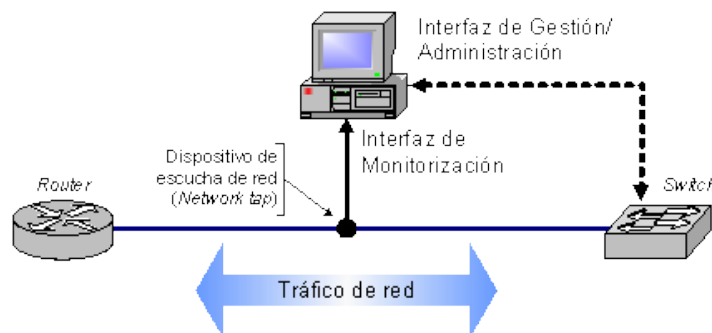 Interfaz de Gestión/
Administración
Interfaz de
Monitorización
Dispositivo de
escucha de red
(Network tap)
Router
Switch
Tráfico de red